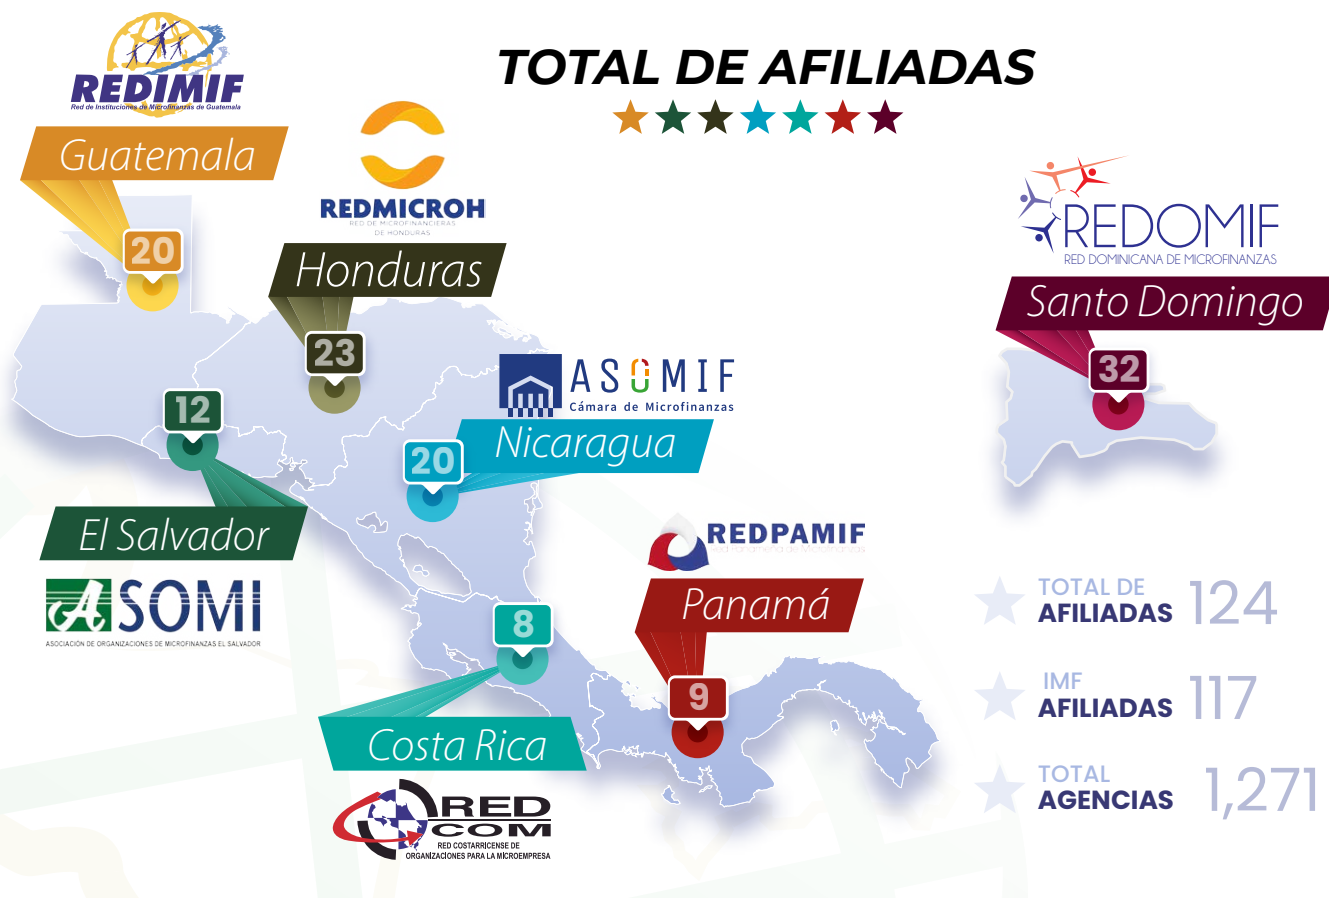 TOTAL DE AFILIADAS
REDIMIF
Red de Instituciones de Microfinanzas de Guatemala
Guatemala
20
REDMICROH
RED DE MICROFINANCIERAS
DE HONDURAS
Honduras
23
REDOMIF
RED DOMINICANA DE MICROFINANZAS
Santo Domingo
32
ASOMIF
Cámara de Microfinanzas
Nicaragua
20
12
El Salvador
ASOMI
ASOCIACIÓN DE ORGANIZACIONES DE MICROFINANZAS EL SALVADOR
REDPAMIF
Red Panameña de Microfinanzas
Panamá
9
8
Costa Rica
RED
COM
RED COSTARRICENSE DE
ORGANIZACIONES PARA LA MICROEMPRESA
TOTAL DE
AFILIADAS 124
IMF
AFILIADAS 117
TOTAL
AGENCIAS 1,271